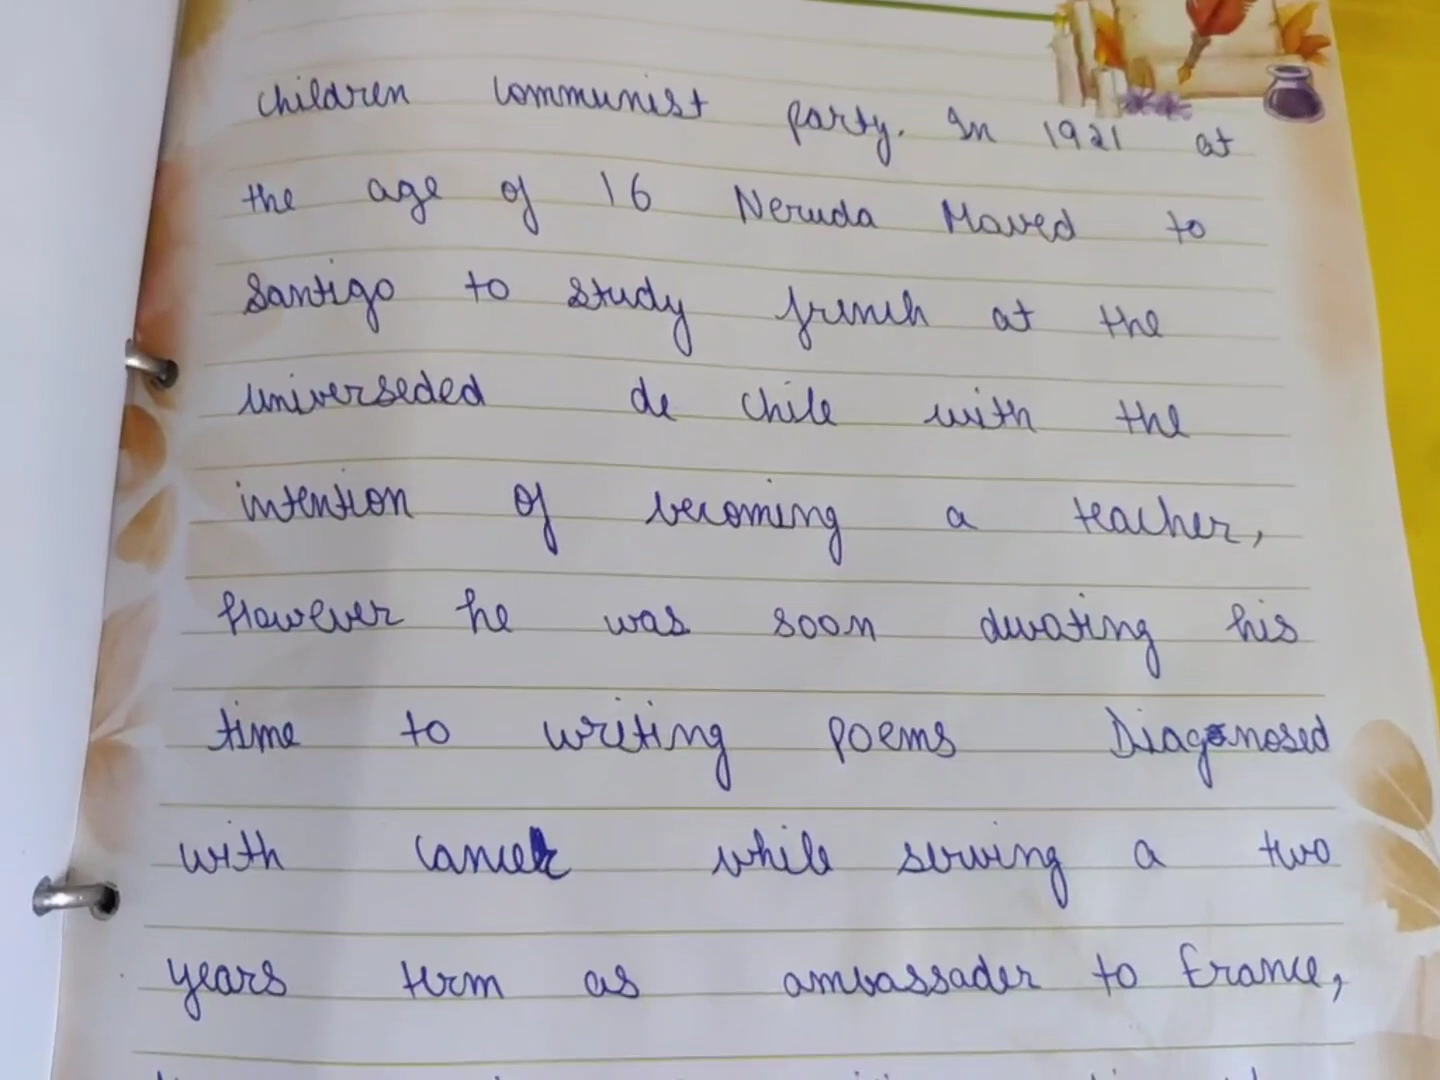 children communist party. In 1921 at
the age of 16 Neruda Moved to
Santigo to study french at the
universeded de chile with the
intention of becoming a teacher,
however he was soon devoting his
time to writing poems Diagonosed
with cancer while serving a two
years term as ambassader to France,